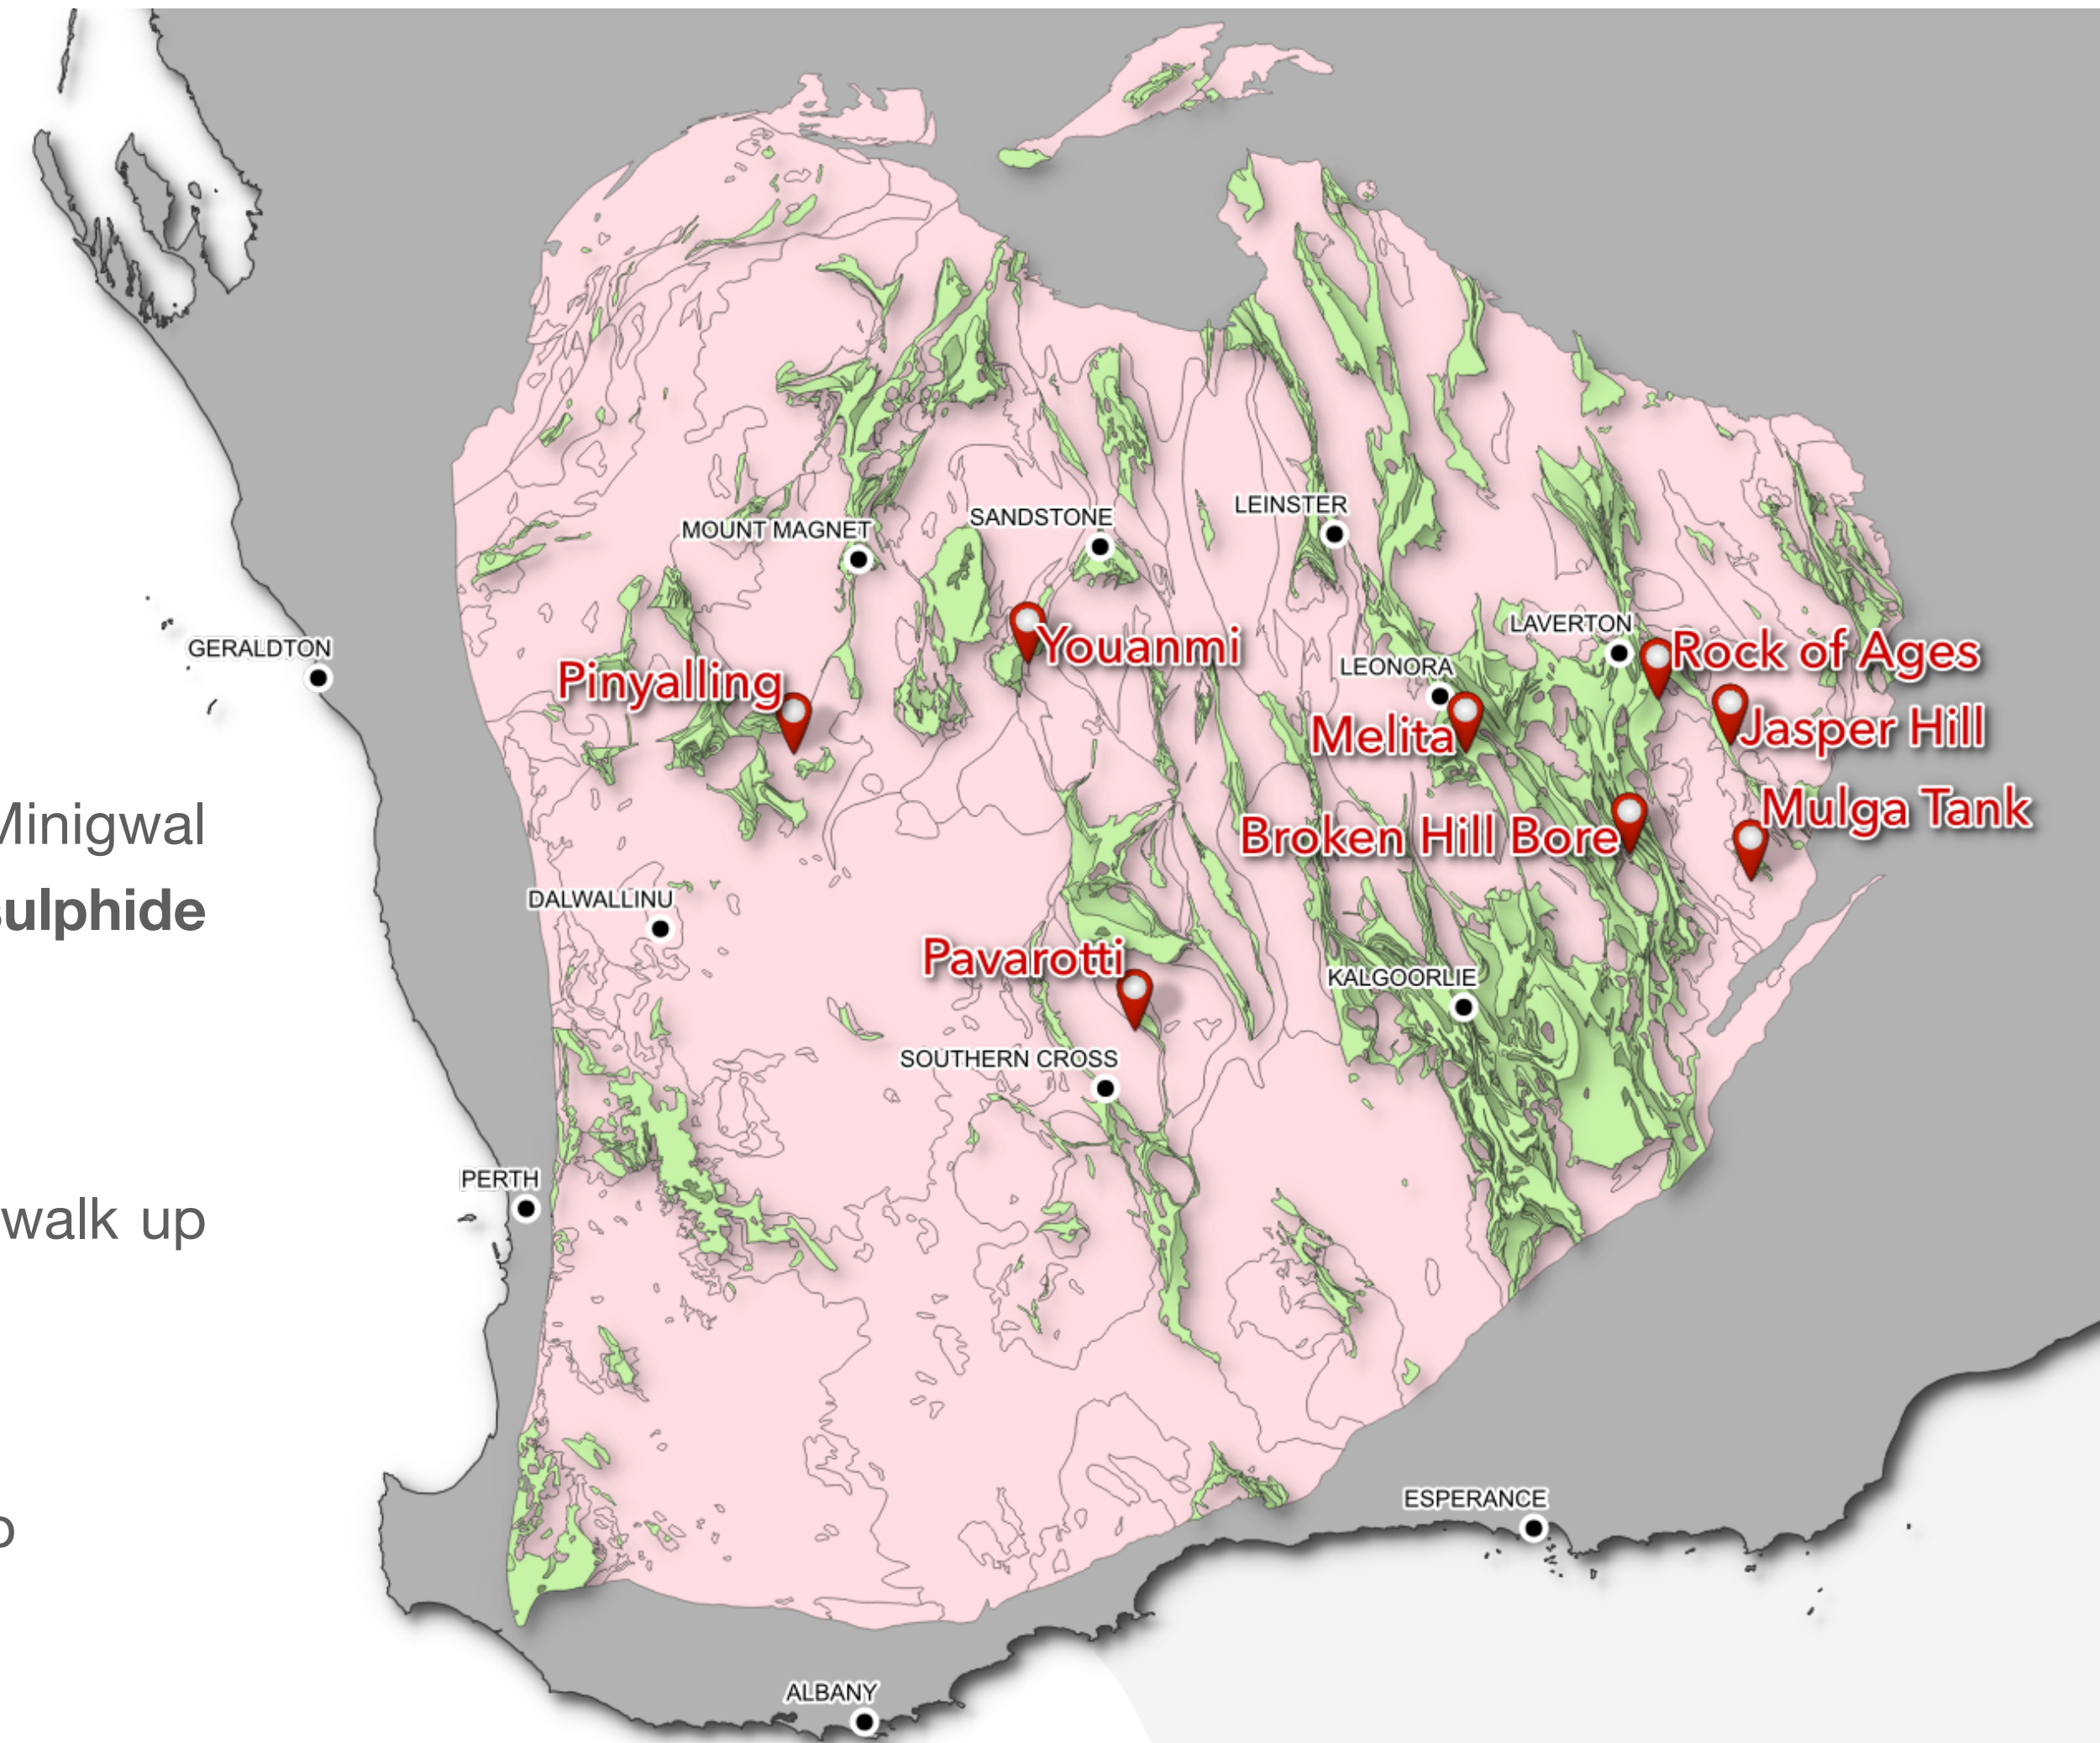 MOUNT MAGNET
SANDSTONE
LEINSTER
GERALDTON
Youanmi
LAVERTON
Rock of Ages
LEONORA
Pinyalling
Melita
Jasper Hill
Minigwal
Broken Hill Bore
Mulga Tank
sulphide
DALWALLINU
Pavarotti
KALGOORLIE
SOUTHERN CROSS
PERTH
walk up
ESPERANCE
ALBANY